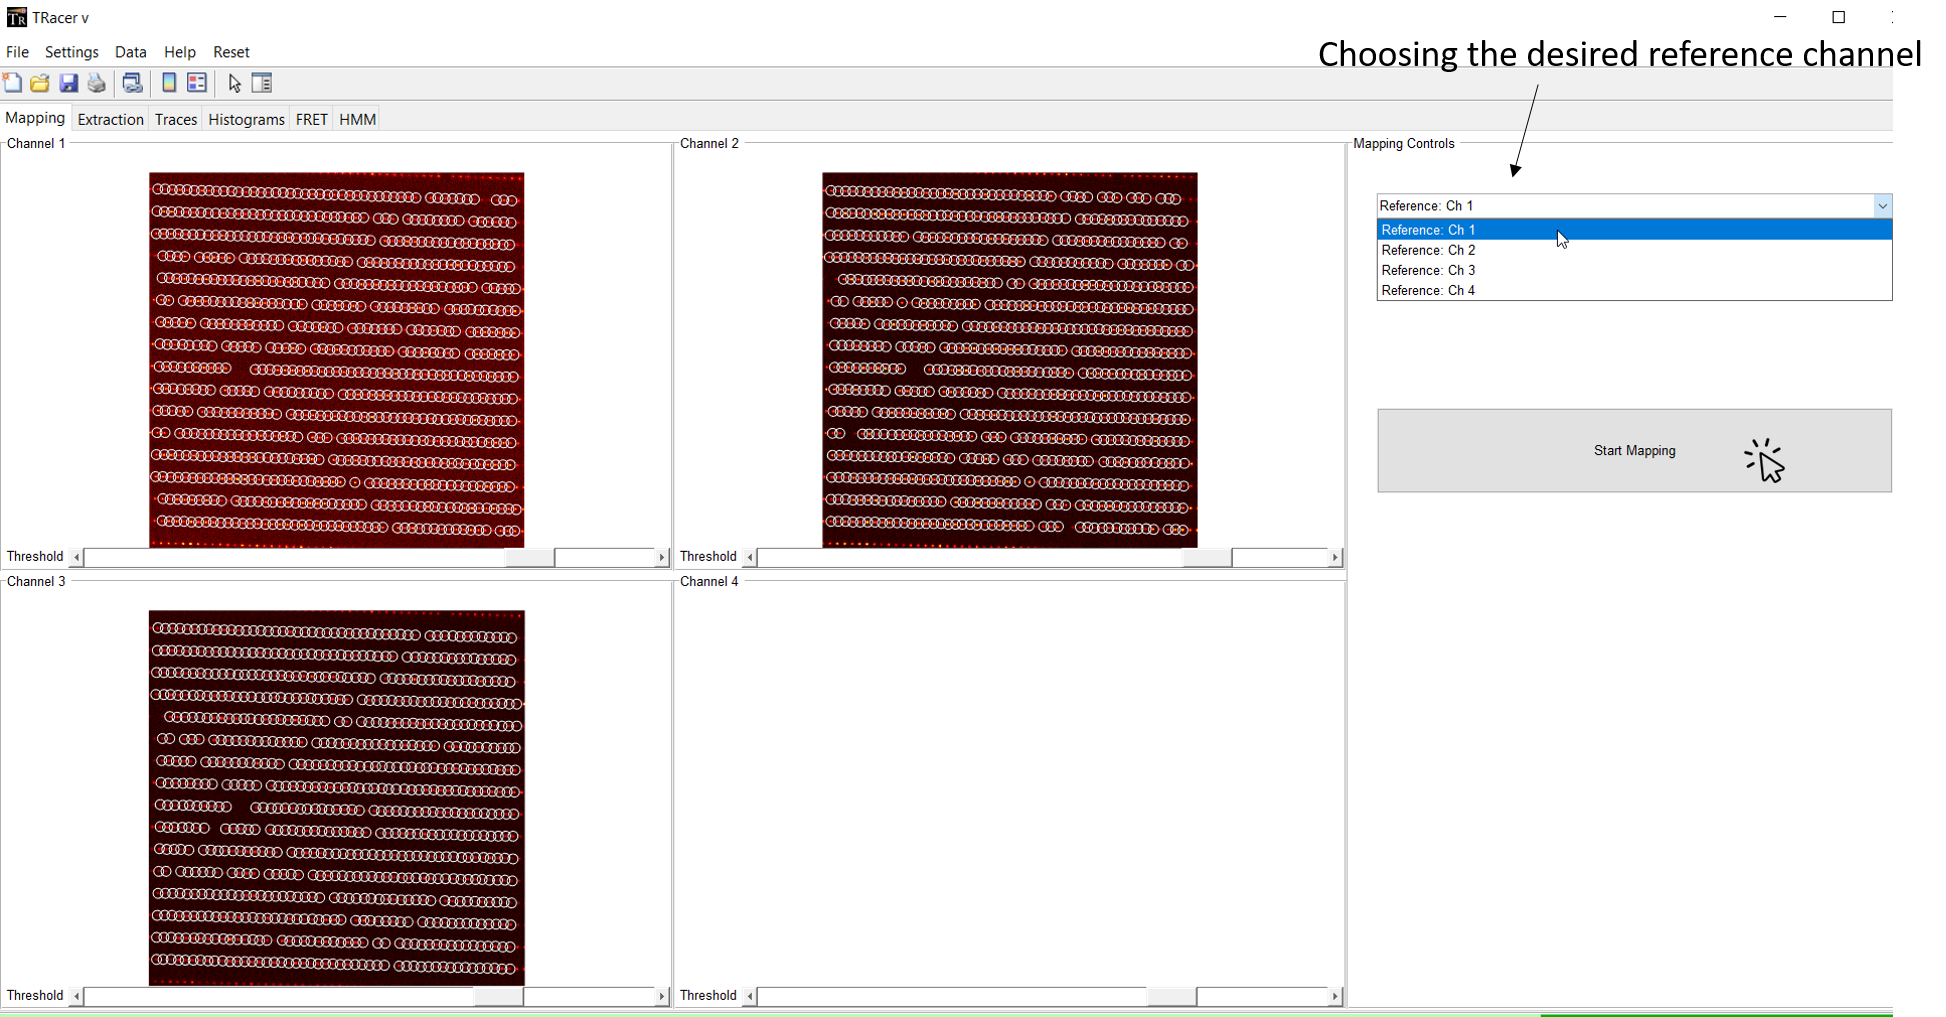 TR TRacer v
File Settings Data Help Reset
Choosing the desired reference channel
Mapping Extraction Traces Histograms FRET HMM
Channel 1
Threshold
Channel 2
Threshold
Channel 3
Threshold
Channel 4
Threshold
Mapping Controls
Reference: Ch 1
Reference: Ch 1
Reference: Ch 2
Reference: Ch 3
Reference: Ch 4
Start Mapping